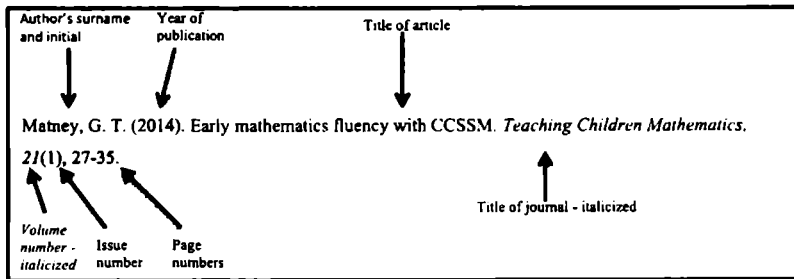 Author's surname and initial
Year of publication
Title of article
Matney, G. T. (2014). Early mathematics fluency with CCSSM. Teaching Children Mathematics,
21(1), 27-35.
Title of journal - italicized
Volume number - italicized
Issue number
Page numbers